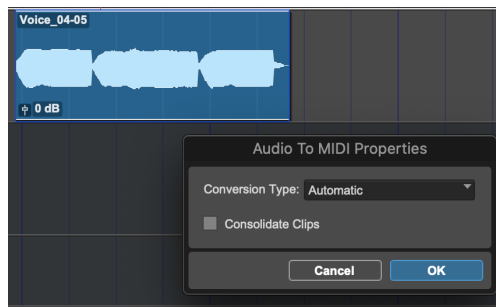 Voice_04-05
0 dB
Audio To MIDI Properties
Conversion Type: Automatic
Consolidate Clips
Cancel OK